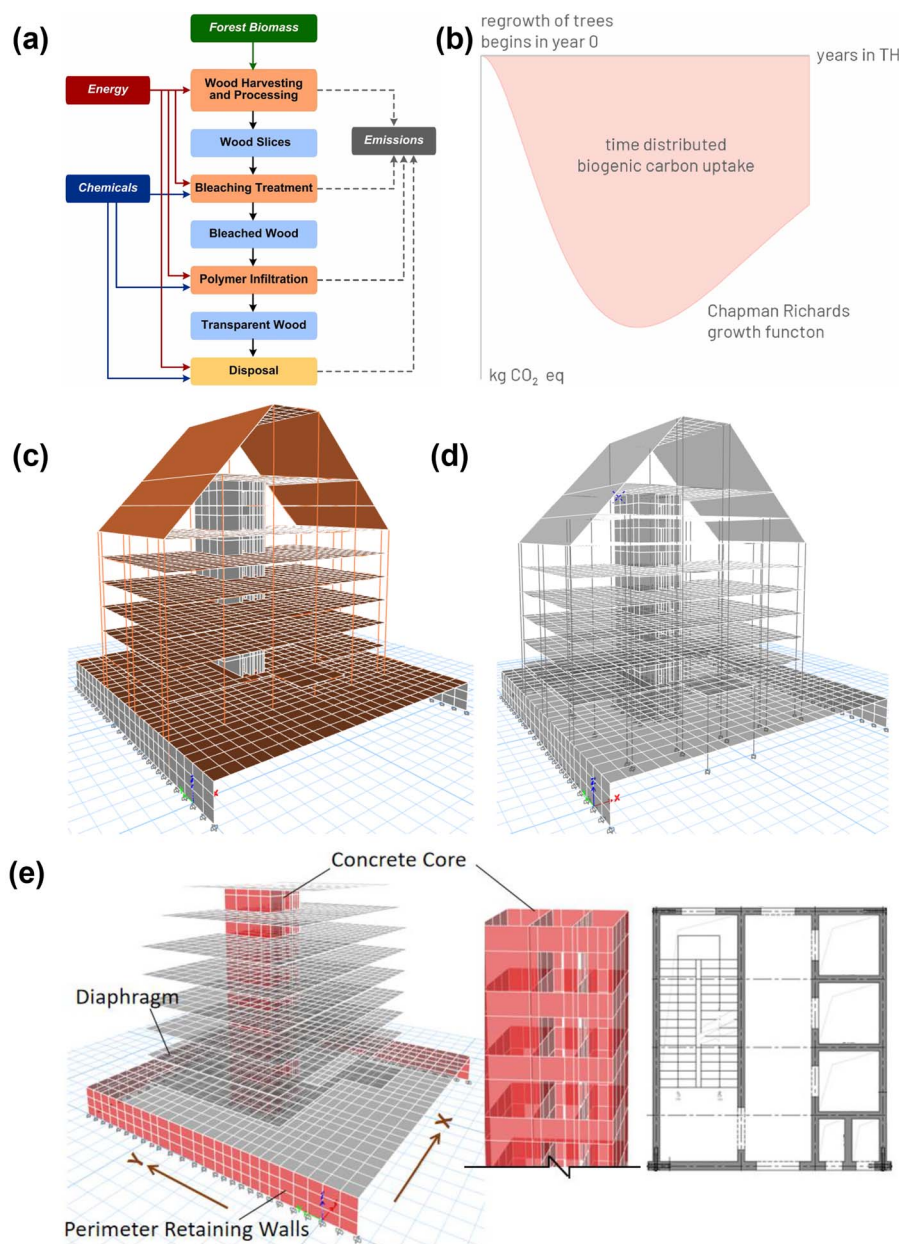 (a)
Forest Biomass
Energy
Wood Harvesting
and Processing
Wood Slices
Emissions
Chemicals
Bleaching Treatment
Bleached Wood
Polymer Infiltration
Transparent Wood
Disposal
(b)
regrowth of trees
begins in year 0
years in TH
time distributed
biogenic carbon uptake
Chapman Richards
growth functon
kg CO₂ eq
(c)
X
(d)
X
(e)
Concrete Core
Diaphragm
X
Y
Perimeter Retaining Walls